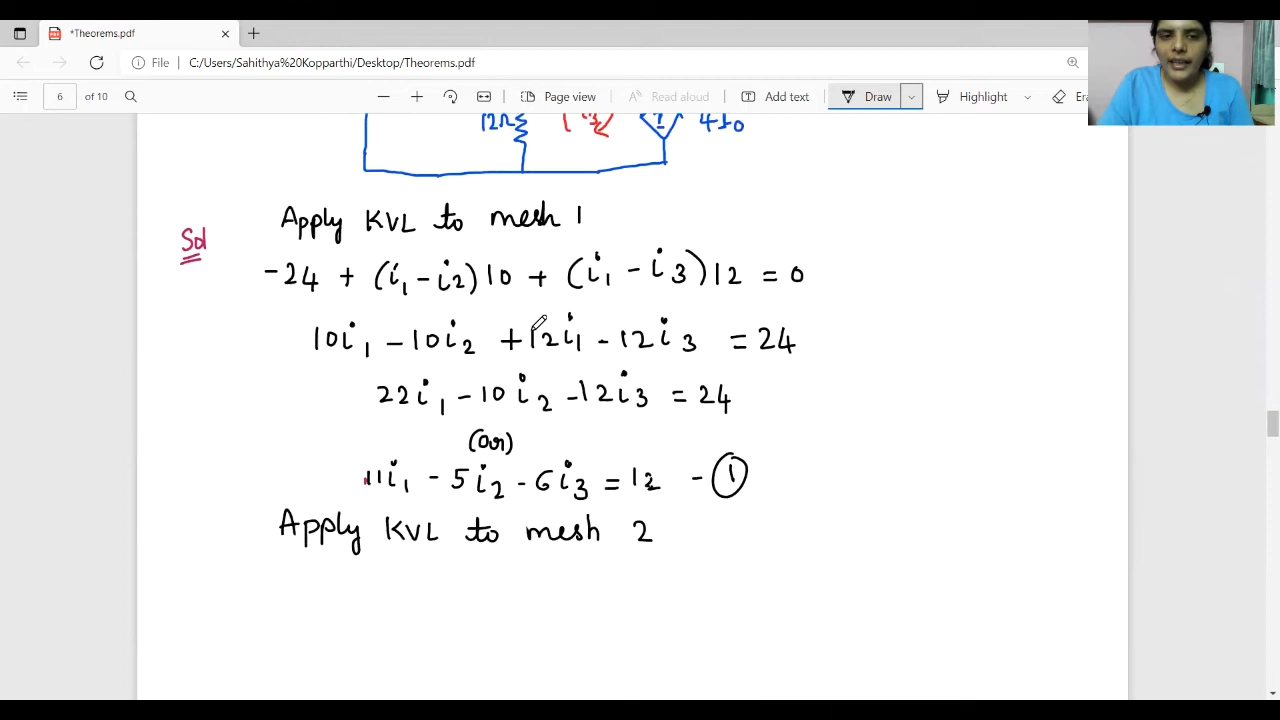 *Theorems.pdf
File C:/Users/Sahithya%20Kopparthi/Desktop/Theorems.pdf
6 of 10 Page view Read aloud Add text Draw Highlight Era
12Ω i3 4I0
Apply KVL to mesh 1
Sol
-24 + (i₁ - i₂)10 + (i₁ - i₃)12 = 0
10i₁ - 10i₂ + 12i₁ - 12i₃ = 24
22i₁ - 10i₂ - 12i₃ = 24
(or)
11i₁ - 5i₂ - 6i₃ = 12 - ①
Apply KVL to mesh 2